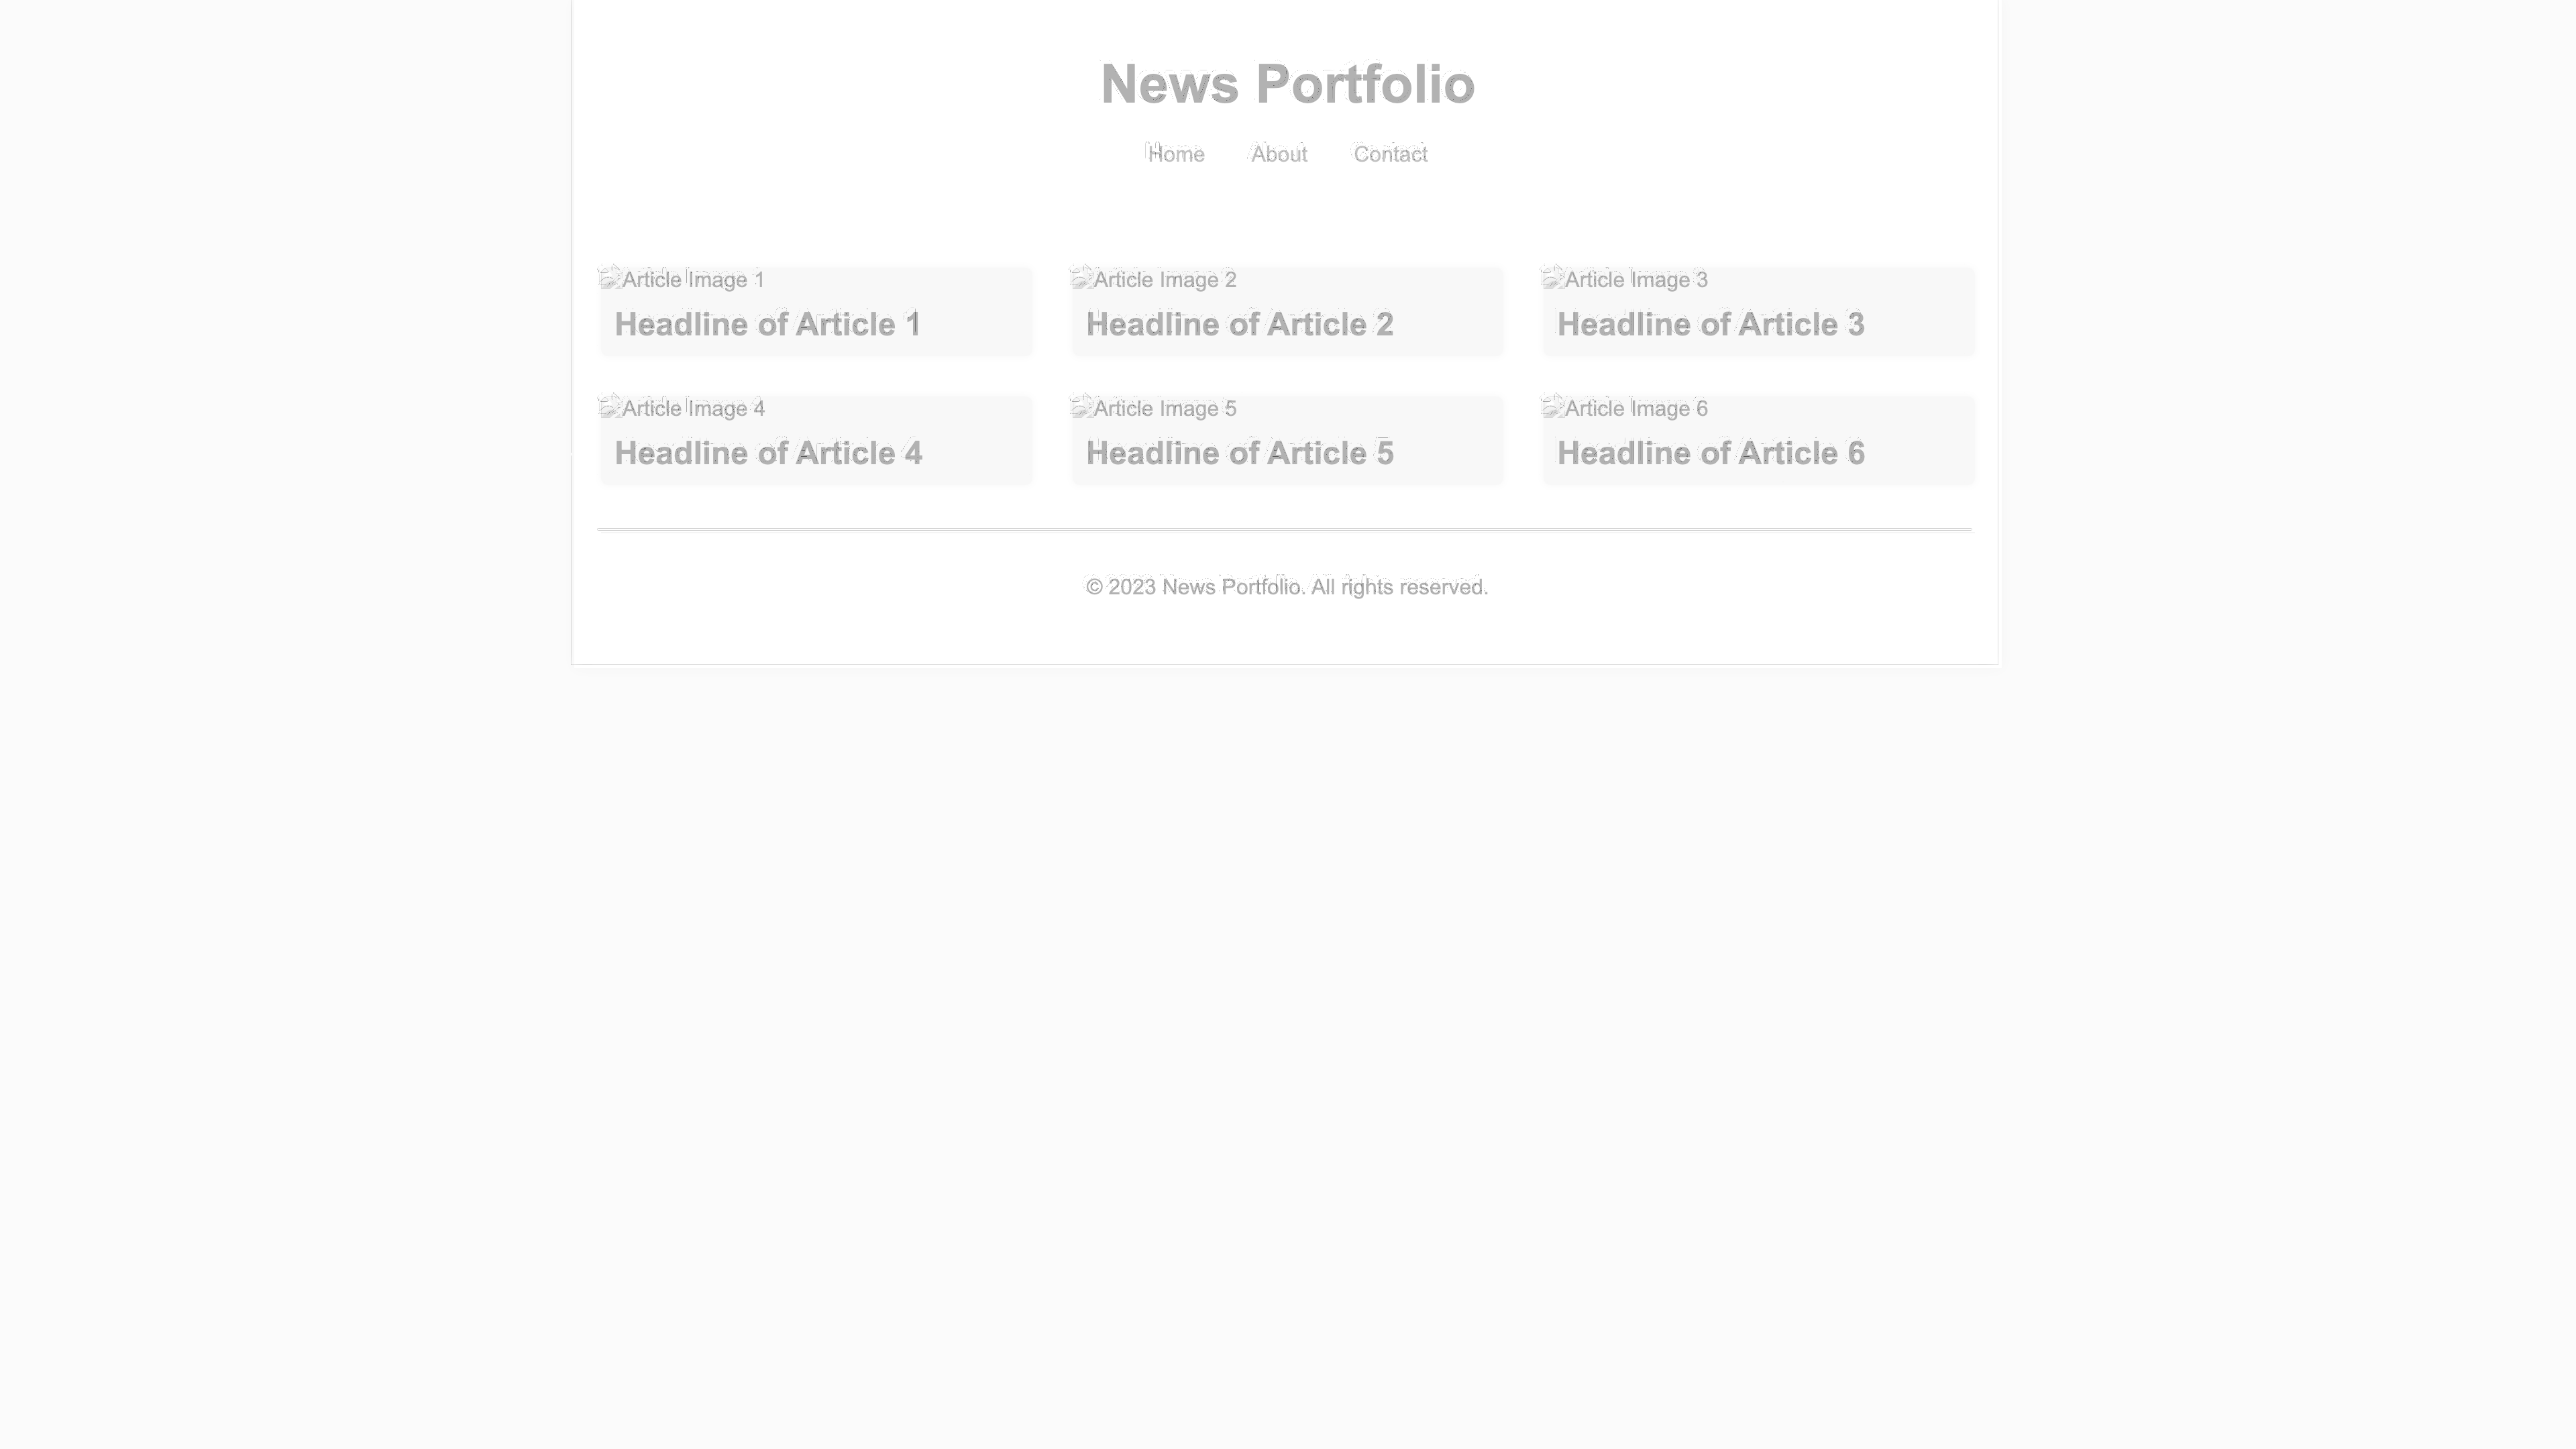 News Portfolio
Home About Contact
Article Image 1 Article Image 2 Article Image 3
Headline of Article 1 Headline of Article 2 Headline of Article 3
Article Image 4 Article Image 5 Article Image 6
Headline of Article 4 Headline of Article 5 Headline of Article 6
© 2023 News Portfolio. All rights reserved.